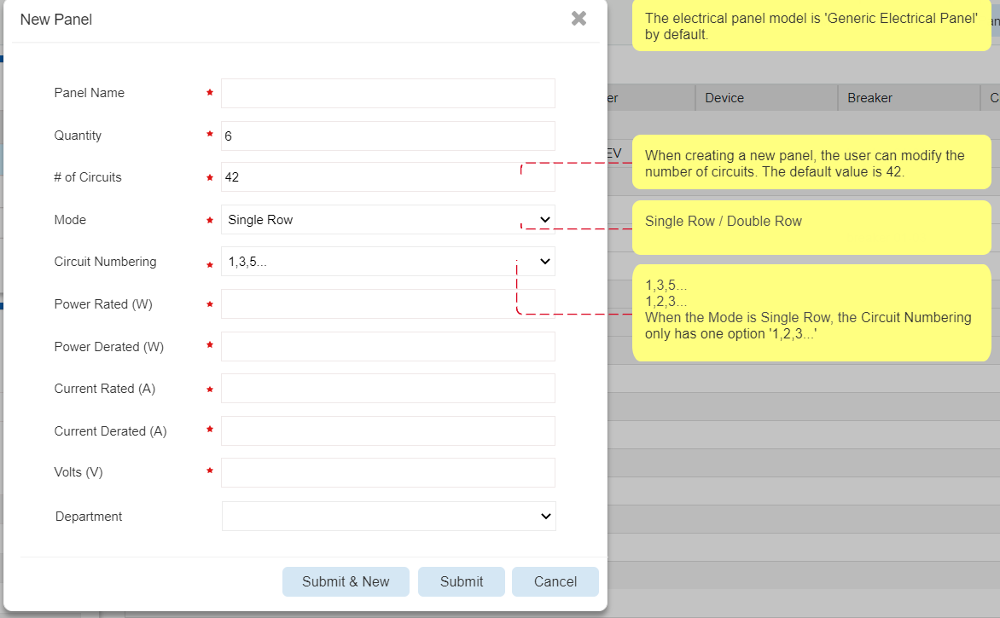 New Panel
Panel Name *
Quantity * 6
# of Circuits * 42
Mode * Single Row
Circuit Numbering * 1,3,5...
Power Rated (W) *
Power Derated (W) *
Current Rated (A) *
Current Derated (A) *
Volts (V) *
Department
Submit & New
Submit
Cancel
The electrical panel model is 'Generic Electrical Panel'
by default.
Device
Breaker
EV
When creating a new panel, the user can modify the
number of circuits. The default value is 42.
Single Row / Double Row
1,3,5...
1,2,3...
When the Mode is Single Row, the Circuit Numbering
only has one option '1,2,3...'